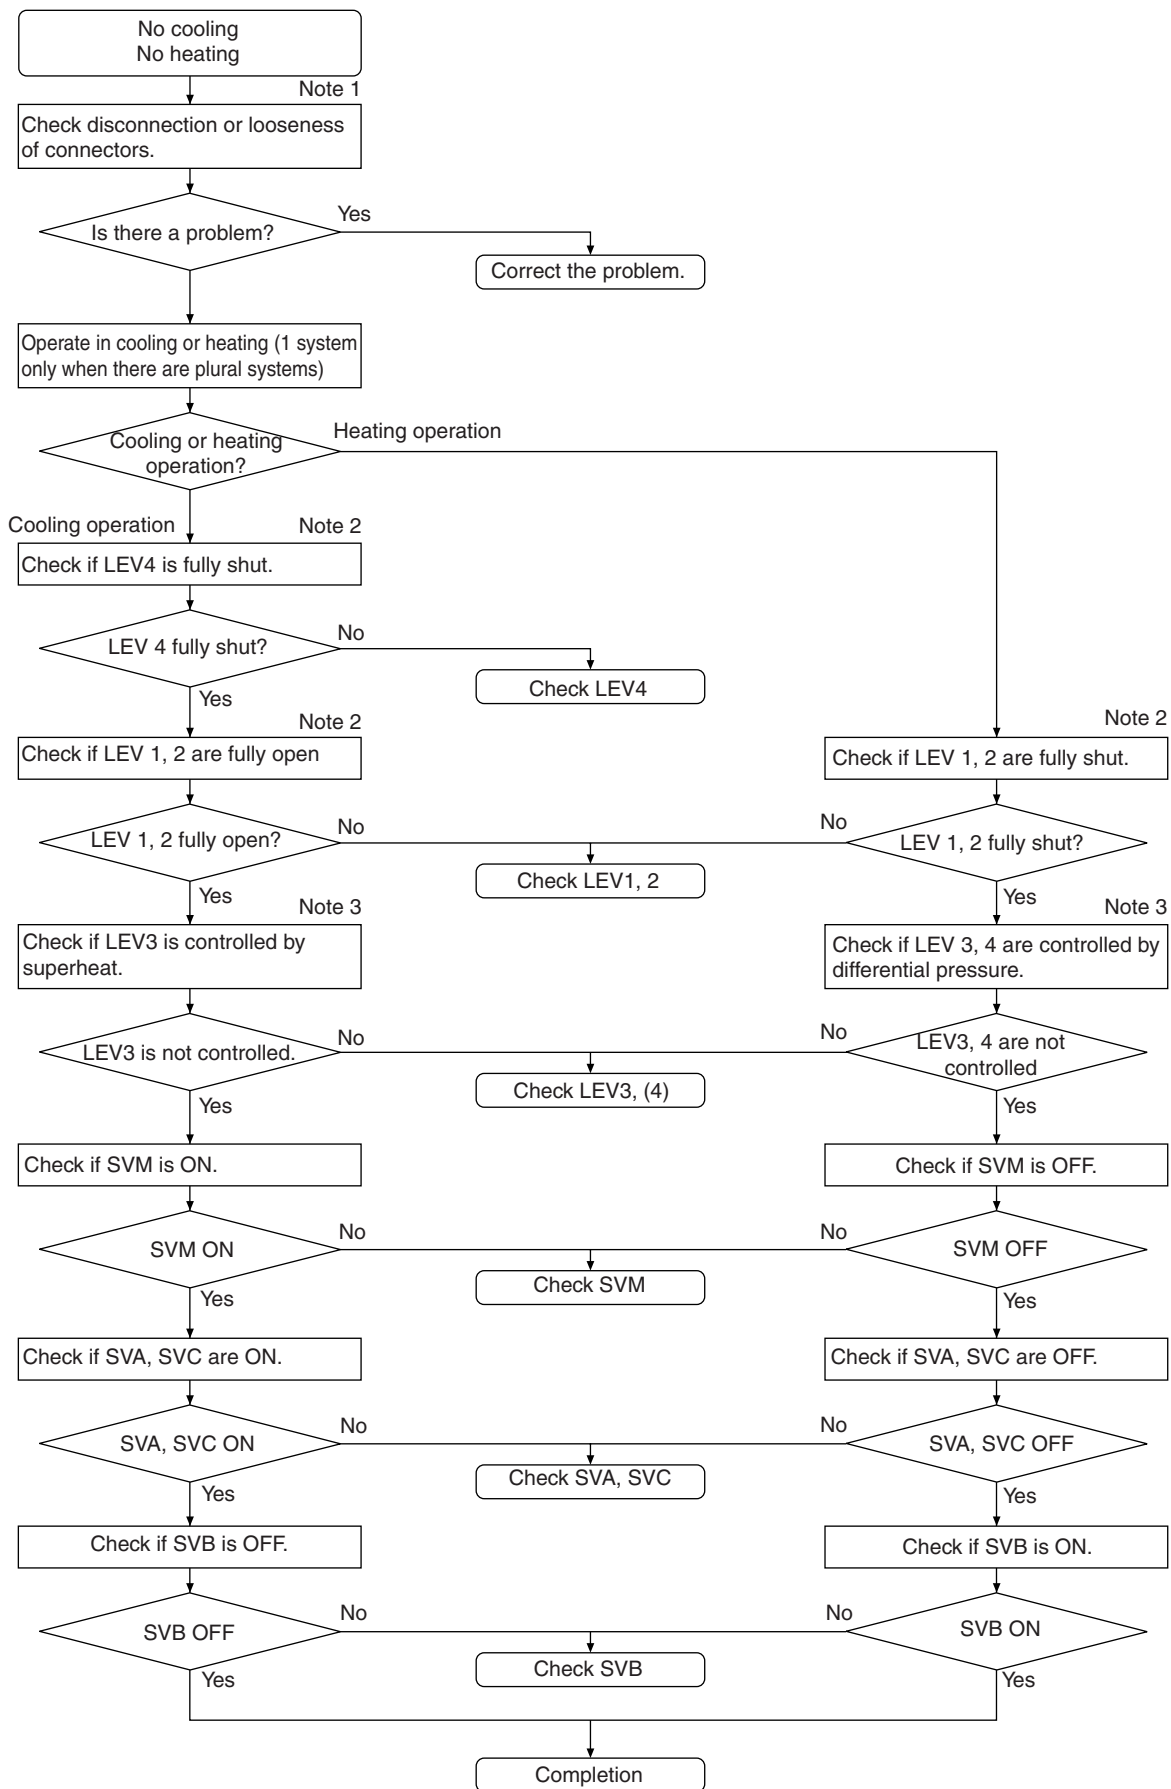 No cooling
No heating
Note 1
Check disconnection or looseness
of connectors.
Is there a problem?
Yes
Correct the problem.
Operate in cooling or heating (1 system
only when there are plural systems)
Cooling or heating
operation?
Heating operation
Cooling operation
Note 2
Check if LEV4 is fully shut.
LEV 4 fully shut?
No
Check LEV4
Yes
Note 2
Check if LEV 1, 2 are fully open
Note 2
Check if LEV 1, 2 are fully shut.
LEV 1, 2 fully open?
No
No
LEV 1, 2 fully shut?
Check LEV1, 2
Yes
Yes
Note 3
Check if LEV3 is controlled by
superheat.
Note 3
Check if LEV 3, 4 are controlled by
differential pressure.
LEV3 is not controlled.
No
No
LEV3, 4 are not
controlled
Check LEV3, (4)
Yes
Yes
Check if SVM is ON.
Check if SVM is OFF.
SVM ON
No
No
SVM OFF
Check SVM
Yes
Yes
Check if SVA, SVC are ON.
Check if SVA, SVC are OFF.
SVA, SVC ON
No
No
SVA, SVC OFF
Check SVA, SVC
Yes
Yes
Check if SVB is OFF.
Check if SVB is ON.
SVB OFF
No
No
SVB ON
Check SVB
Yes
Yes
Completion